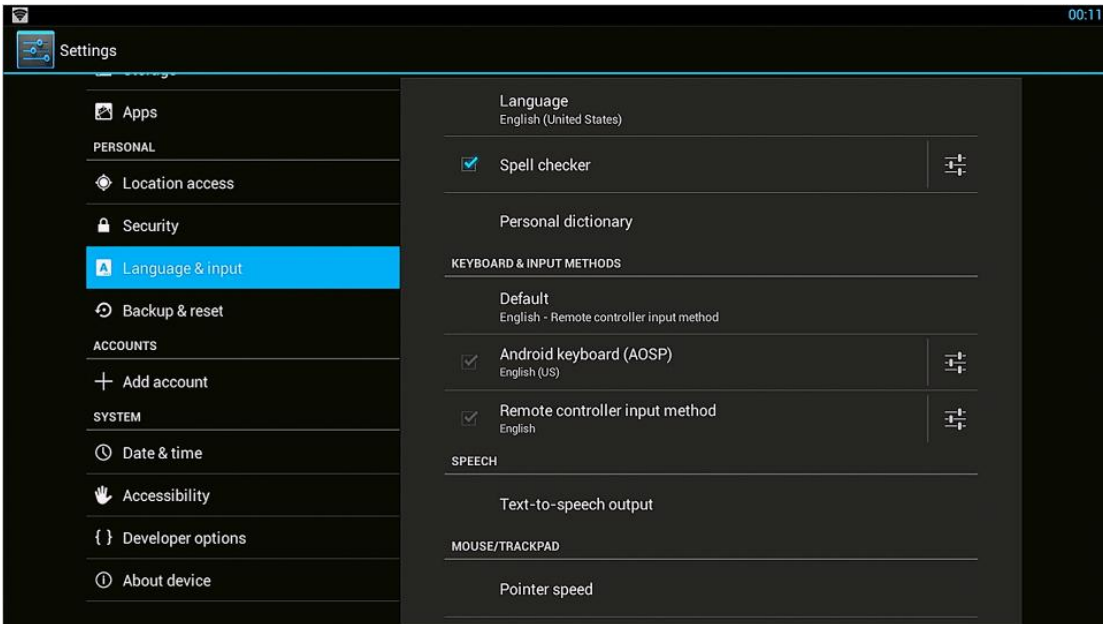 00:11
Settings
Storage
Apps
PERSONAL
Location access
Security
Language & input
Backup & reset
ACCOUNTS
Add account
SYSTEM
Date & time
Accessibility
{ } Developer options
About device
Language
English (United States)
Spell checker
Personal dictionary
KEYBOARD & INPUT METHODS
Default
English - Remote controller input method
Android keyboard (AOSP)
English (US)
Remote controller input method
English
SPEECH
Text-to-speech output
MOUSE/TRACKPAD
Pointer speed